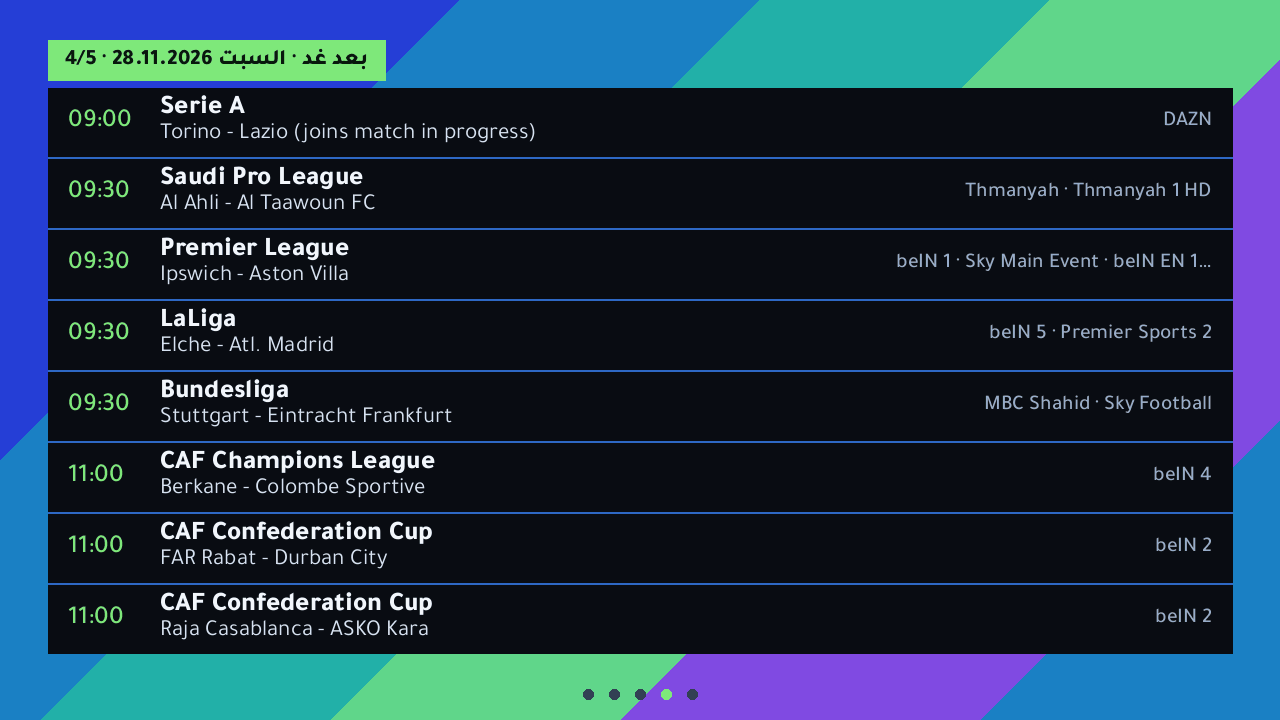 بعد غد · السبت 28.11.2026 · 4/5
09:00 Serie A DAZN
Torino - Lazio (joins match in progress)
09:30 Saudi Pro League Thmanyah · Thmanyah 1 HD
Al Ahli - Al Taawoun FC
09:30 Premier League beIN 1 · Sky Main Event · beIN EN 1...
Ipswich - Aston Villa
09:30 LaLiga beIN 5 · Premier Sports 2
Elche - Atl. Madrid
09:30 Bundesliga MBC Shahid · Sky Football
Stuttgart - Eintracht Frankfurt
11:00 CAF Champions League beIN 4
Berkane - Colombe Sportive
11:00 CAF Confederation Cup beIN 2
FAR Rabat - Durban City
11:00 CAF Confederation Cup beIN 2
Raja Casablanca - ASKO Kara